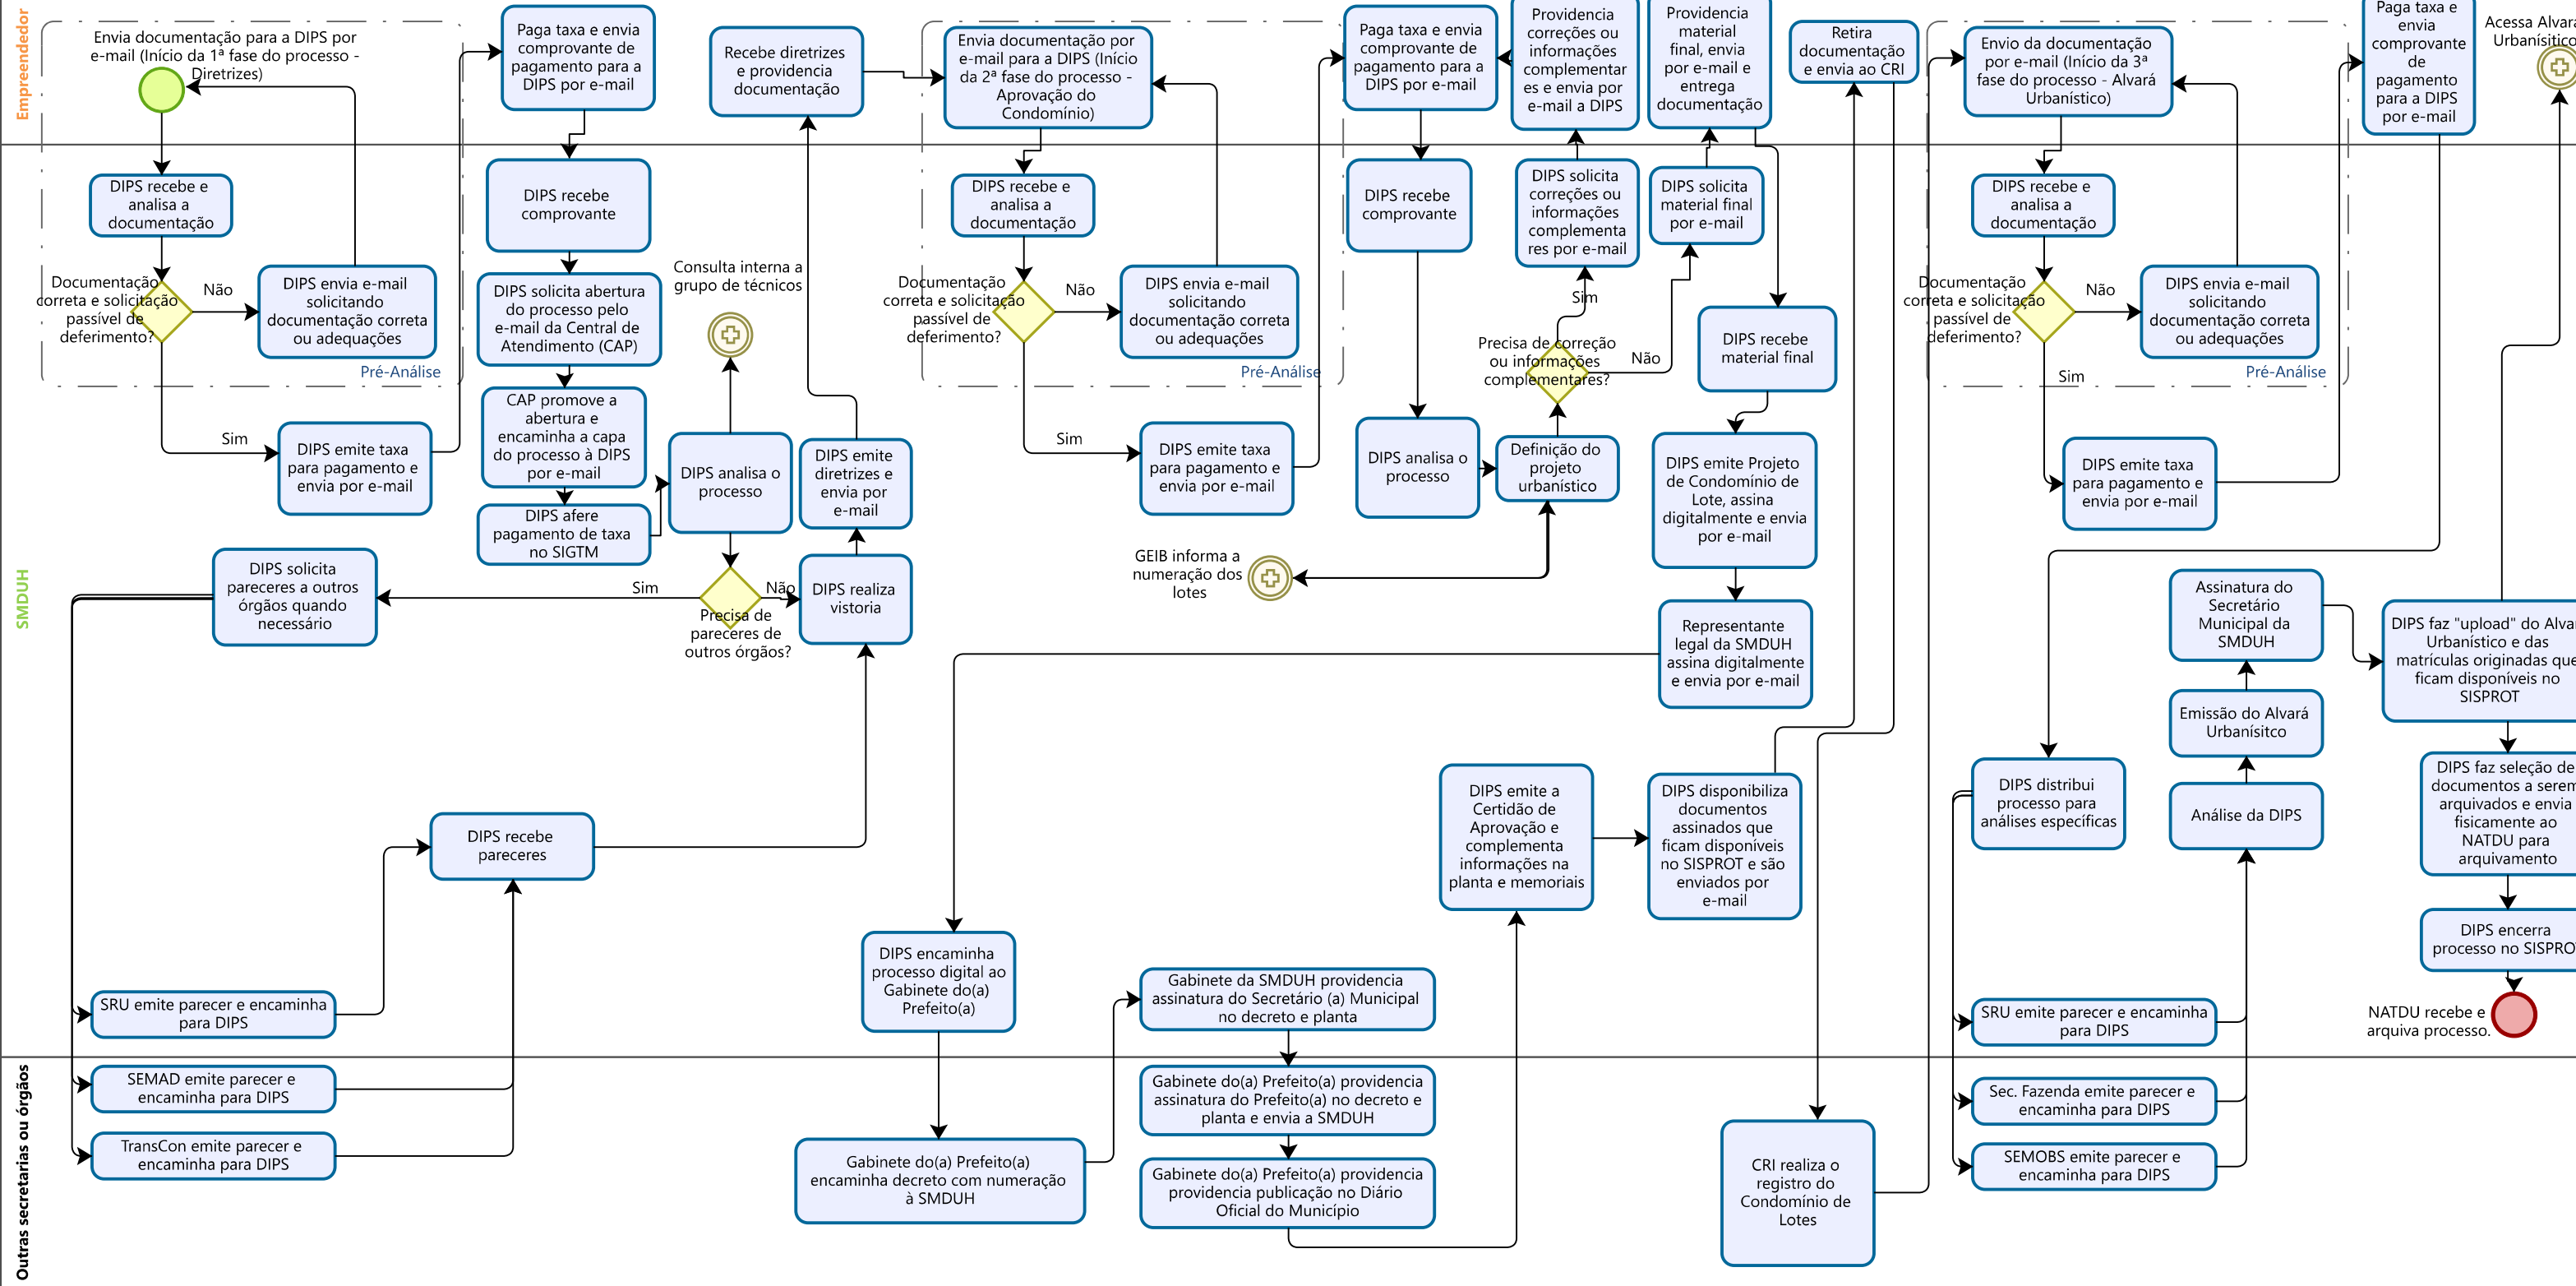 Empreendedor
Envia documentação para a DIPS por
e-mail (Início da 1ª fase do processo -
Diretrizes)
Paga taxa e envia
comprovante de
pagamento para a
DIPS por e-mail
Recebe diretrizes
e providencia
documentação
Envia documentação por
e-mail para a DIPS (Início
da 2ª fase do processo -
Aprovação do
Condomínio)
Paga taxa e envia
comprovante de
pagamento para a
DIPS por e-mail
Providencia
correções ou
informações
complementar
es e envia por
e-mail a DIPS
Providencia
material
final, envia
por e-mail e
entrega
documentação
Retira
documentação
e envia ao CRI
Envio da documentação
por e-mail (Início da 3ª
fase do processo - Alvará
Urbanístico)
Paga taxa e
envia
comprovante
de
pagamento
para a DIPS
por e-mail
Acessa Alvará
Urbanísitico
SMDUH
DIPS recebe e
analisa a
documentação
Documentação
correta e solicitação
passível de
deferimento?
Não
DIPS envia e-mail
solicitando
documentação correta
ou adequações
Pré-Análise
Sim
DIPS emite taxa
para pagamento e
envia por e-mail
DIPS recebe
comprovante
DIPS solicita abertura
do processo pelo
e-mail da Central de
Atendimento (CAP)
CAP promove a
abertura e
encaminha a capa
do processo à DIPS
por e-mail
DIPS afere
pagamento de taxa
no SIGTM
Consulta interna a
grupo de técnicos
DIPS analisa o
processo
DIPS emite
diretrizes e
envia por
e-mail
DIPS realiza
vistoria
Não
Precisa de
pareceres de
outros órgãos?
Sim
DIPS solicita
pareceres a outros
órgãos quando
necessário
DIPS recebe
pareceres
SRU emite parecer e encaminha
para DIPS
DIPS recebe e
analisa a
documentação
Documentação
correta e solicitação
passível de
deferimento?
Não
DIPS envia e-mail
solicitando
documentação correta
ou adequações
Pré-Análise
Sim
DIPS emite taxa
para pagamento e
envia por e-mail
DIPS recebe
comprovante
DIPS analisa o
processo
Definição do
projeto
urbanístico
GEIB informa a
numeração dos
lotes
Precisa de correção
ou informações
complementares?
Sim
Não
DIPS solicita
correções ou
informações
complementa
res por e-mail
DIPS solicita
material final
por e-mail
DIPS recebe
material final
DIPS emite Projeto
de Condomínio de
Lote, assina
digitalmente e envia
por e-mail
Representante
legal da SMDUH
assina digitalmente
e envia por e-mail
DIPS encaminha
processo digital ao
Gabinete do(a)
Prefeito(a)
Gabinete da SMDUH providencia
assinatura do Secretário (a) Municipal
no decreto e planta
DIPS emite a
Certidão de
Aprovação e
complementa
informações na
planta e memoriais
DIPS disponibiliza
documentos
assinados que
ficam disponíveis
no SISPROT e são
enviados por
e-mail
DIPS recebe e
analisa a
documentação
Documentação
correta e solicitação
passível de
deferimento?
Não
DIPS envia e-mail
solicitando
documentação correta
ou adequações
Pré-Análise
Sim
DIPS emite taxa
para pagamento e
envia por e-mail
DIPS distribui
processo para
análises específicas
SRU emite parecer e encaminha
para DIPS
Análise da DIPS
Emissão do Alvará
Urbanísitco
Assinatura do
Secretário
Municipal da
SMDUH
DIPS faz "upload" do Alvar
Urbanístico e das
matrículas originadas que
ficam disponíveis no
SISPROT
DIPS faz seleção de
documentos a serem
arquivados e envia
fisicamente ao
NATDU para
arquivamento
DIPS encerra
processo no SISPRO
NATDU recebe e
arquiva processo.
Outras secretarias ou órgãos
SEMAD emite parecer e
encaminha para DIPS
TransCon emite parecer e
encaminha para DIPS
Gabinete do(a) Prefeito(a)
encaminha decreto com numeração
à SMDUH
Gabinete do(a) Prefeito(a) providencia
assinatura do Prefeito(a) no decreto e
planta e envia a SMDUH
Gabinete do(a) Prefeito(a) providencia
providencia publicação no Diário
Oficial do Município
CRI realiza o
registro do
Condomínio de
Lotes
Sec. Fazenda emite parecer e
encaminha para DIPS
SEMOBS emite parecer e
encaminha para DIPS